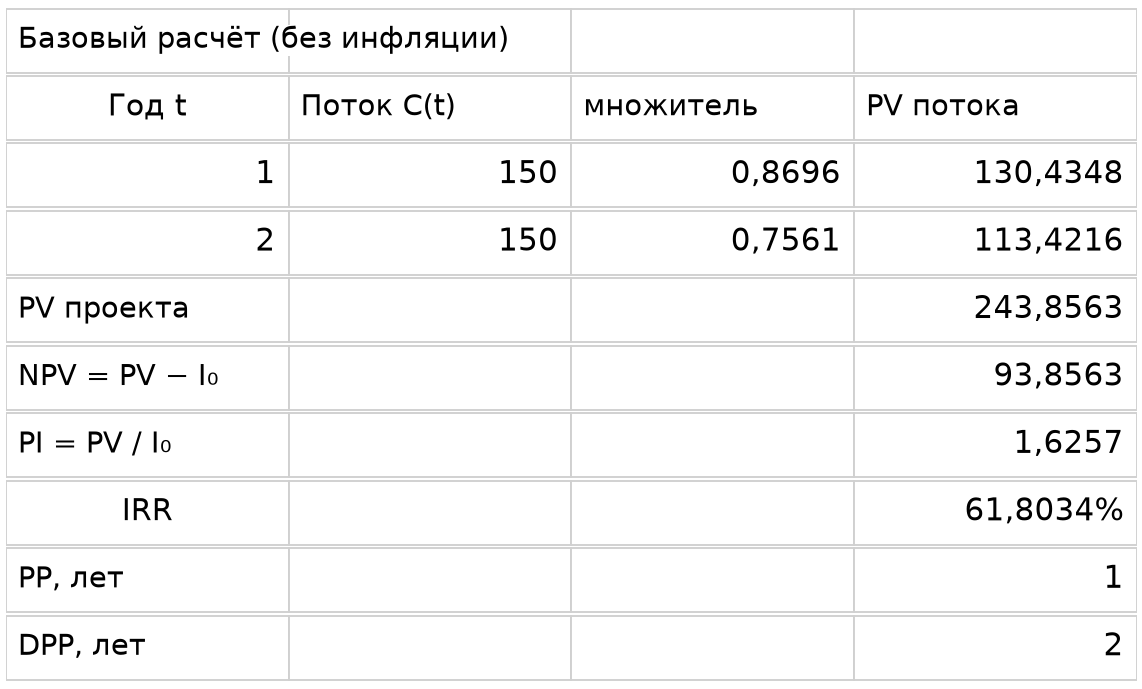 Базовый расчёт (без инфляции)
Год t Поток C(t) множитель PV потока
1 150 0,8696 130,4348
2 150 0,7561 113,4216
PV проекта 243,8563
NPV = PV − I₀ 93,8563
PI = PV / I₀ 1,6257
IRR 61,8034%
PP, лет 1
DPP, лет 2